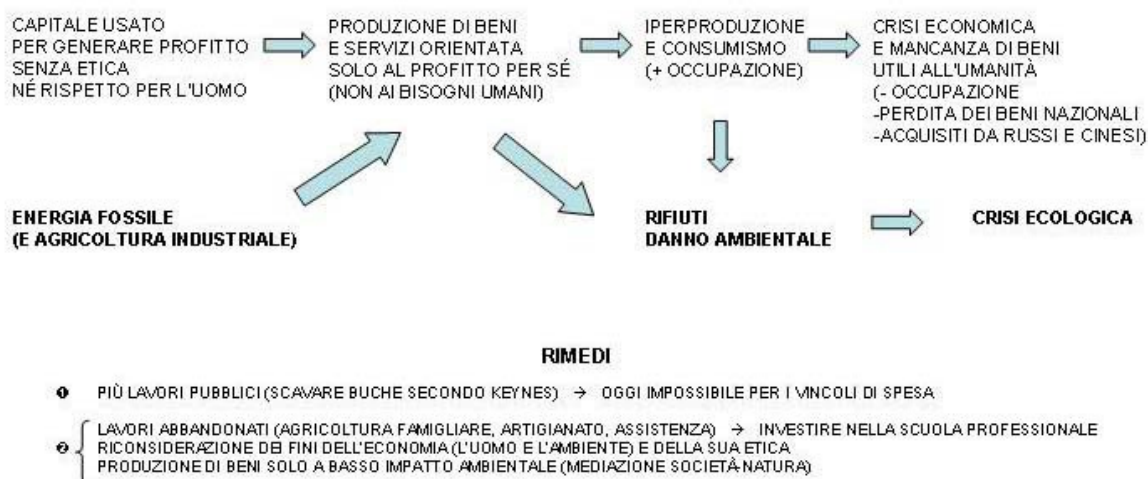 CAPITALE USATO
PER GENERARE PROFITTO
SENZA ETICA
NÉ RISPETTO PER L'UOMO
PRODUZIONE DI BENI
E SERVIZI ORIENTATA
SOLO AL PROFITTO PER SÉ
(NON AI BISOGNI UMANI)
IPERPRODUZIONE
E CONSUMISMO
(+ OCCUPAZIONE)
CRISI ECONOMICA
E MANCANZA DI BENI
UTILI ALL'UMANITÀ
(- OCCUPAZIONE
-PERDITA DEI BENI NAZIONALI
-ACQUISITI DA RUSSI E CINESI)
ENERGIA FOSSILE
(E AGRICOLTURA INDUSTRIALE)
RIFIUTI
DANNO AMBIENTALE
CRISI ECOLOGICA
RIMEDI
❶ PIÙ LAVORI PUBBLICI (SCAVARE BUCHE SECONDO KEYNES) → OGGI IMPOSSIBILE PER I VINCOLI DI SPESA
❷ LAVORI ABBANDONATI (AGRICOLTURA FAMIGLIARE, ARTIGIANATO, ASSISTENZA) → INVESTIRE NELLA SCUOLA PROFESSIONALE
RICONSIDERAZIONE DEI FINI DELL'ECONOMIA (L'UOMO E L'AMBIENTE) E DELLA SUA ETICA
PRODUZIONE DI BENI SOLO A BASSO IMPATTO AMBIENTALE (MEDIAZIONE SOCIETÀ-NATURA)